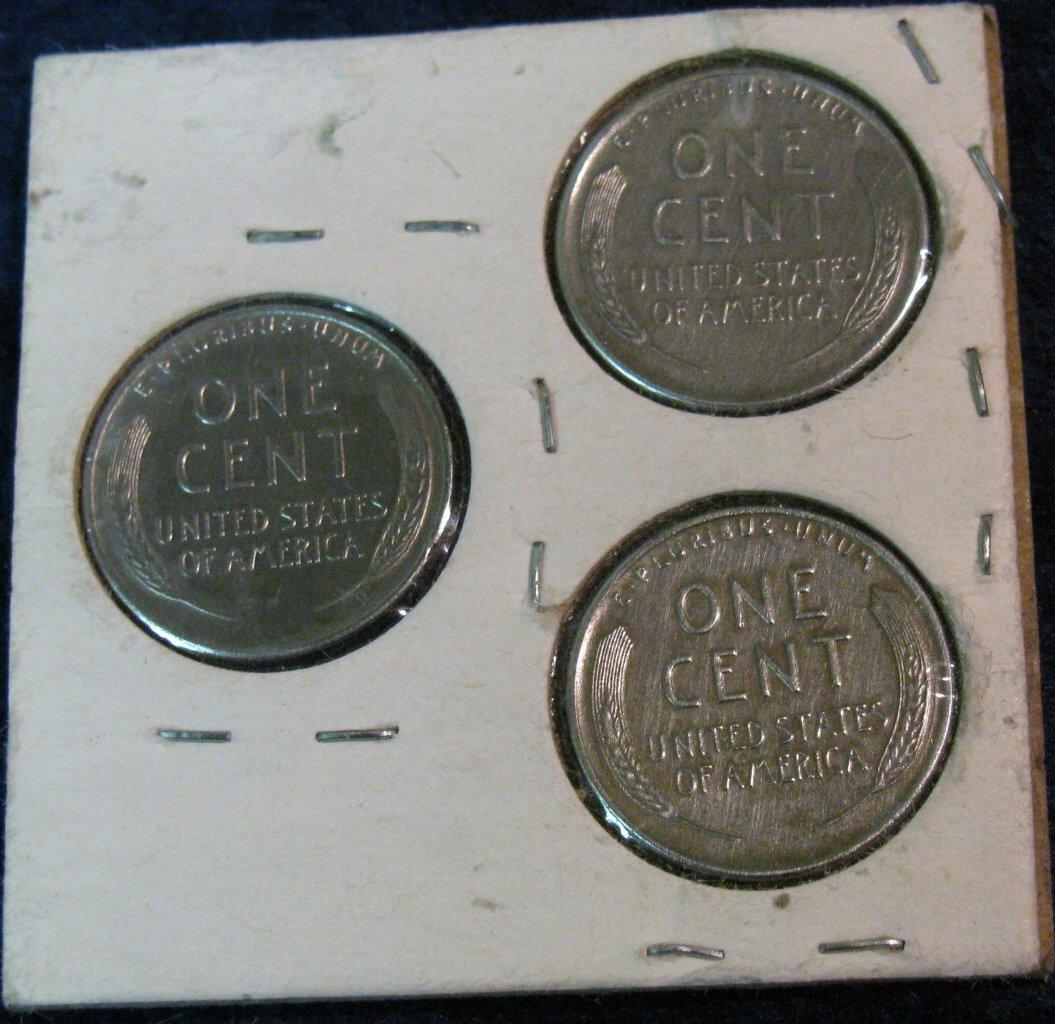 E·PLURIBUS·UNUM
ONE
CENT
UNITED STATES
OF AMERICA
E·PLURIBUS·UNUM
ONE
CENT
UNITED STATES
OF AMERICA
E·PLURIBUS·UNUM
ONE
CENT
UNITED STATES
OF AMERICA